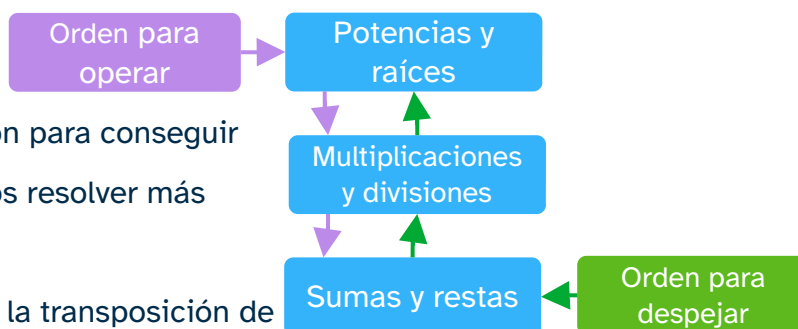 Orden para
operar
Potencias y
raíces
ón para conseguir
Multiplicaciones
y divisiones
os resolver más
Sumas y restas
Orden para
despejar
la transposición de